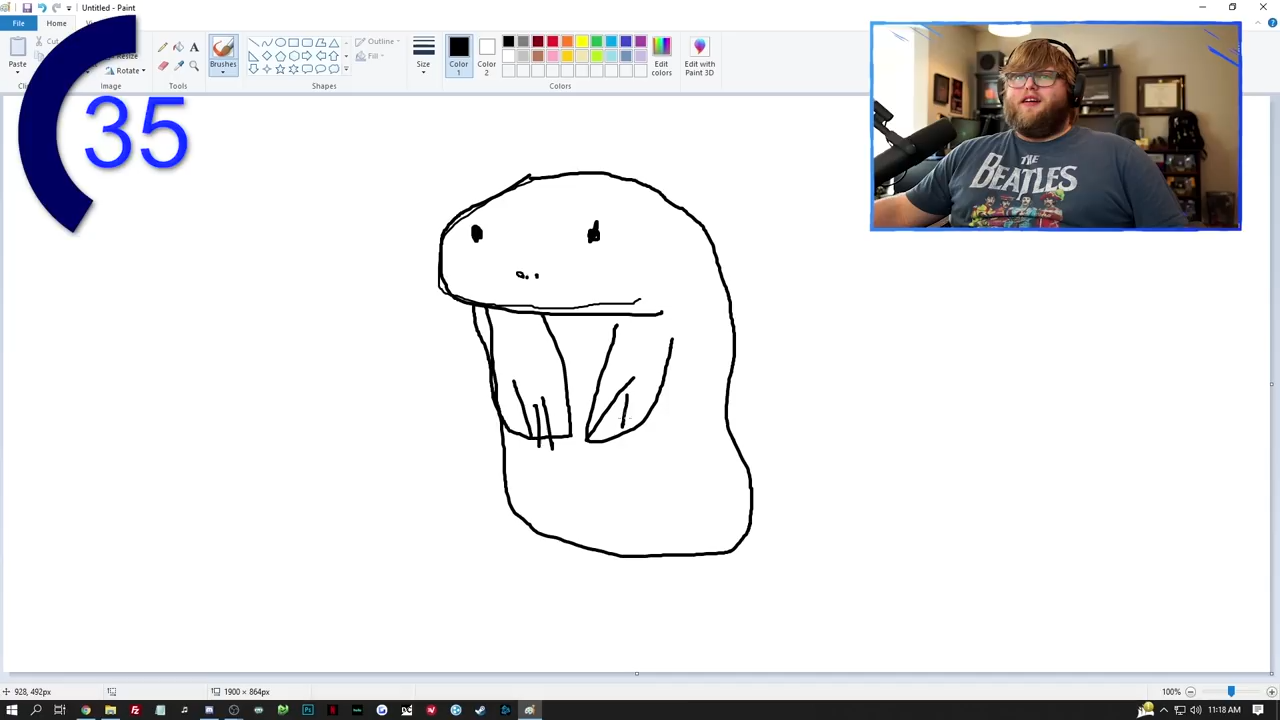 Untitled - Paint
File
Home
35
Paste
Rotate
Image
Tools
Brushes
Shapes
Outline
Fill
Size
Color 1
Color 2
Edit colors
Edit with Paint 3D
Colors
THE
BEATLES
928, 492px
1900 × 864px
100%
11:18 AM